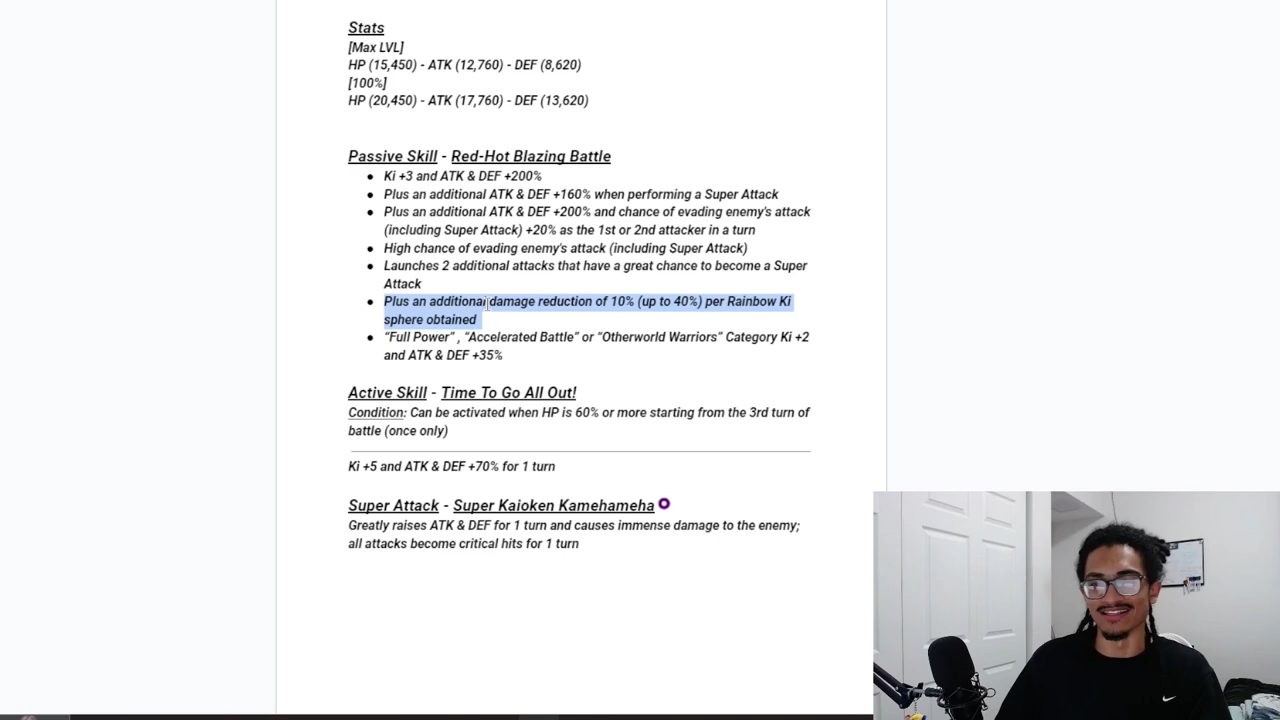 Stats
[Max LVL]
HP (15,450) - ATK (12,760) - DEF (8,620)
[100%]
HP (20,450) - ATK (17,760) - DEF (13,620)
Passive Skill - Red-Hot Blazing Battle
● Ki +3 and ATK & DEF +200%
● Plus an additional ATK & DEF +160% when performing a Super Attack
● Plus an additional ATK & DEF +200% and chance of evading enemy's attack
(including Super Attack) +20% as the 1st or 2nd attacker in a turn
● High chance of evading enemy's attack (including Super Attack)
● Launches 2 additional attacks that have a great chance to become a Super
Attack
● Plus an additional damage reduction of 10% (up to 40%) per Rainbow Ki
sphere obtained
● “Full Power” , “Accelerated Battle” or “Otherworld Warriors” Category Ki +2
and ATK & DEF +35%
Active Skill - Time To Go All Out!
Condition: Can be activated when HP is 60% or more starting from the 3rd turn of
battle (once only)
Ki +5 and ATK & DEF +70% for 1 turn
Super Attack - Super Kaioken Kamehameha
Greatly raises ATK & DEF for 1 turn and causes immense damage to the enemy;
all attacks become critical hits for 1 turn